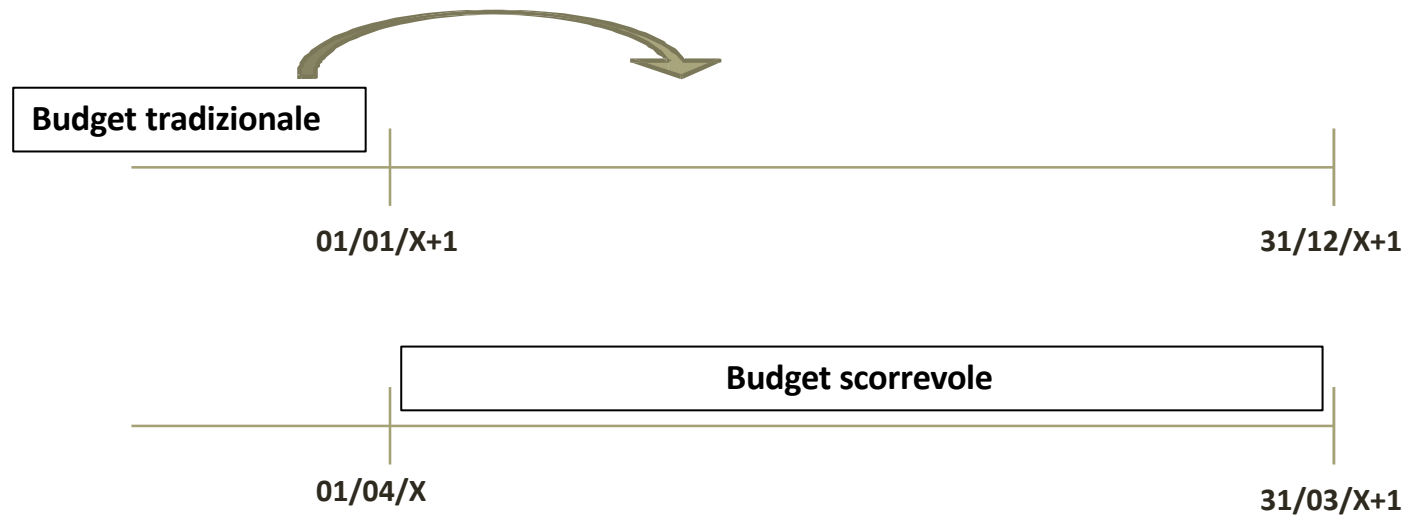 Budget tradizionale
01/01/X+1
31/12/X+1
Budget scorrevole
01/04/X
31/03/X+1